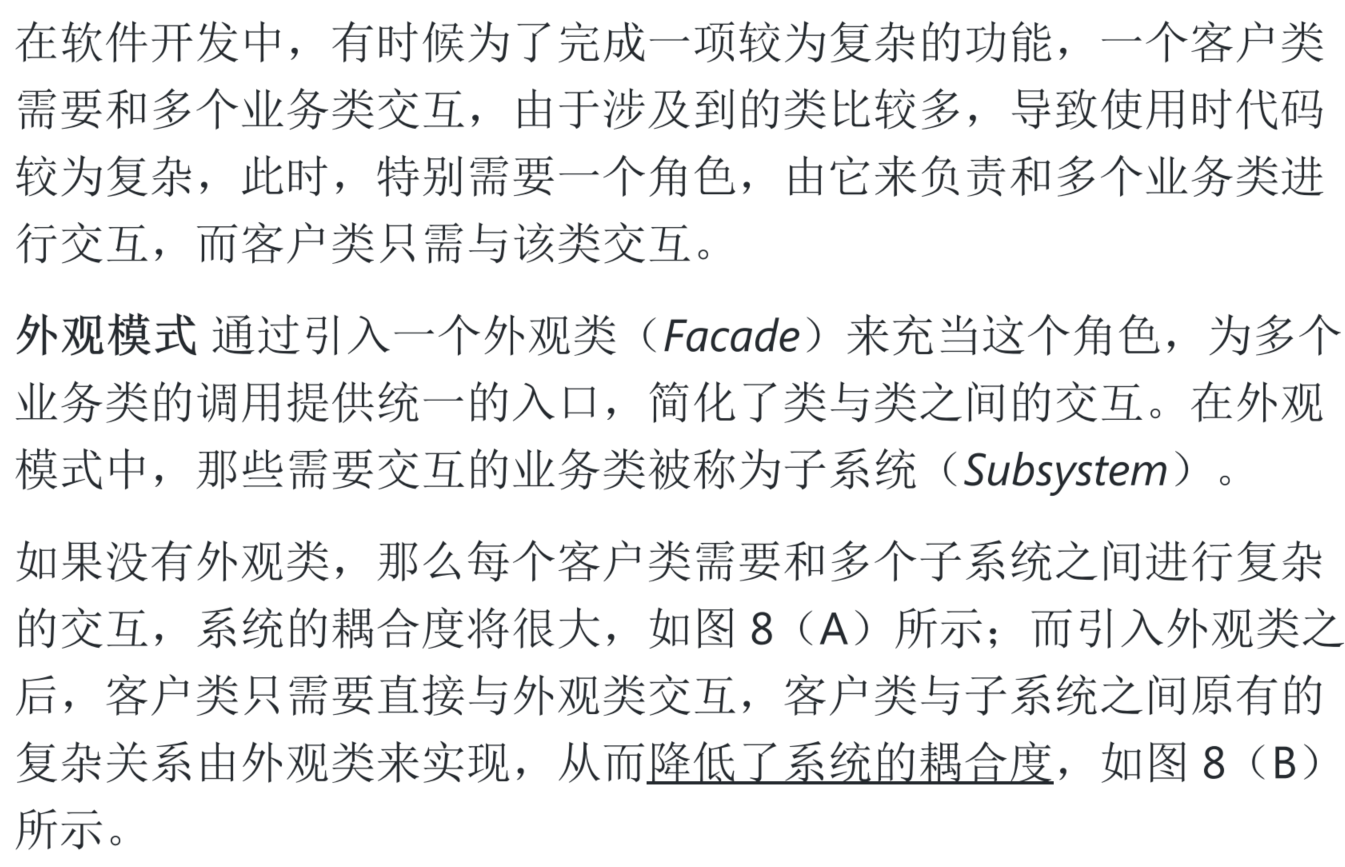 在软件开发中，有时候为了完成一项较为复杂的功能，一个客户类
需要和多个业务类交互，由于涉及到的类比较多，导致使用时代码
较为复杂，此时，特别需要一个角色，由它来负责和多个业务类进
行交互，而客户类只需与该类交互。
外观模式 通过引入一个外观类（Facade）来充当这个角色，为多个
业务类的调用提供统一的入口，简化了类与类之间的交互。在外观
模式中，那些需要交互的业务类被称为子系统（Subsystem）。
如果没有外观类，那么每个客户类需要和多个子系统之间进行复杂
的交互，系统的耦合度将很大，如图 8（A）所示；而引入外观类之
后，客户类只需要直接与外观类交互，客户类与子系统之间原有的
复杂关系由外观类来实现，从而降低了系统的耦合度，如图 8（B）
所示。